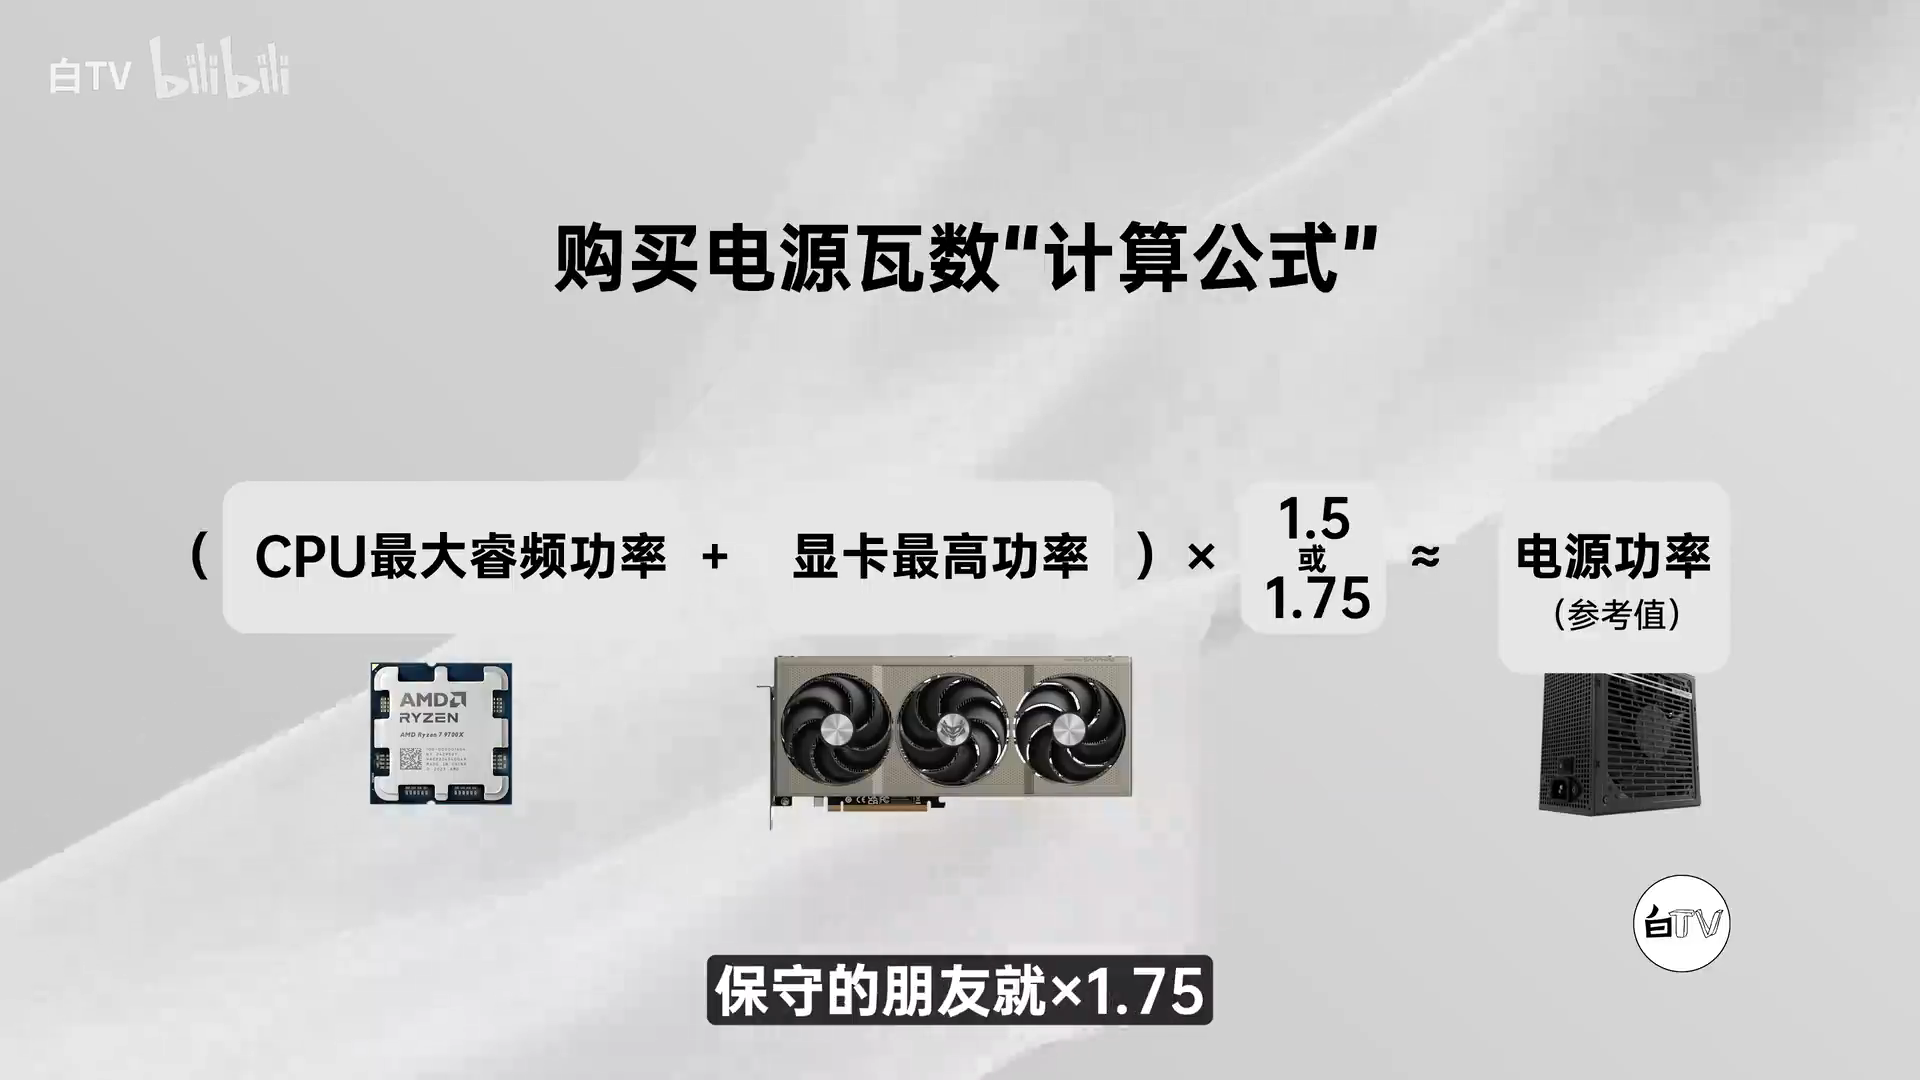 白TV bilibili
购买电源瓦数“计算公式”
( CPU最大睿频功率 + 显卡最高功率 ) × 1.5或1.75 ≈ 电源功率
(参考值)
AMD
RYZEN
AMD Ryzen 7 9700X
白TV
保守的朋友就×1.75